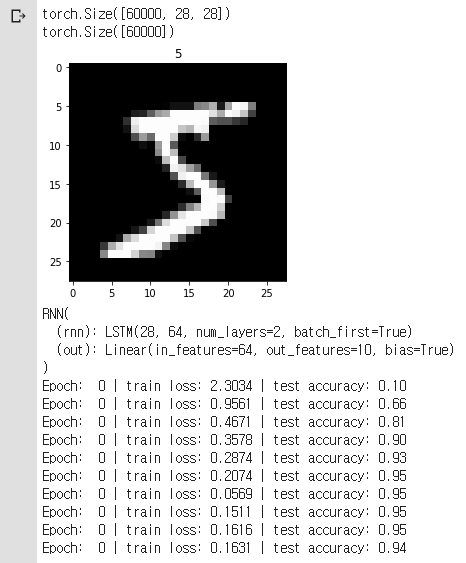 torch.Size([60000, 28, 28])
torch.Size([60000])
5
0
5
10
15
20
25
0 5 10 15 20 25
RNN(
(rnn): LSTM(28, 64, num_layers=2, batch_first=True)
(out): Linear(in_features=64, out_features=10, bias=True)
)
Epoch: 0 | train loss: 2.3034 | test accuracy: 0.10
Epoch: 0 | train loss: 0.9561 | test accuracy: 0.66
Epoch: 0 | train loss: 0.4671 | test accuracy: 0.81
Epoch: 0 | train loss: 0.3578 | test accuracy: 0.90
Epoch: 0 | train loss: 0.2874 | test accuracy: 0.93
Epoch: 0 | train loss: 0.2074 | test accuracy: 0.95
Epoch: 0 | train loss: 0.0569 | test accuracy: 0.95
Epoch: 0 | train loss: 0.1511 | test accuracy: 0.95
Epoch: 0 | train loss: 0.1616 | test accuracy: 0.95
Epoch: 0 | train loss: 0.1631 | test accuracy: 0.94